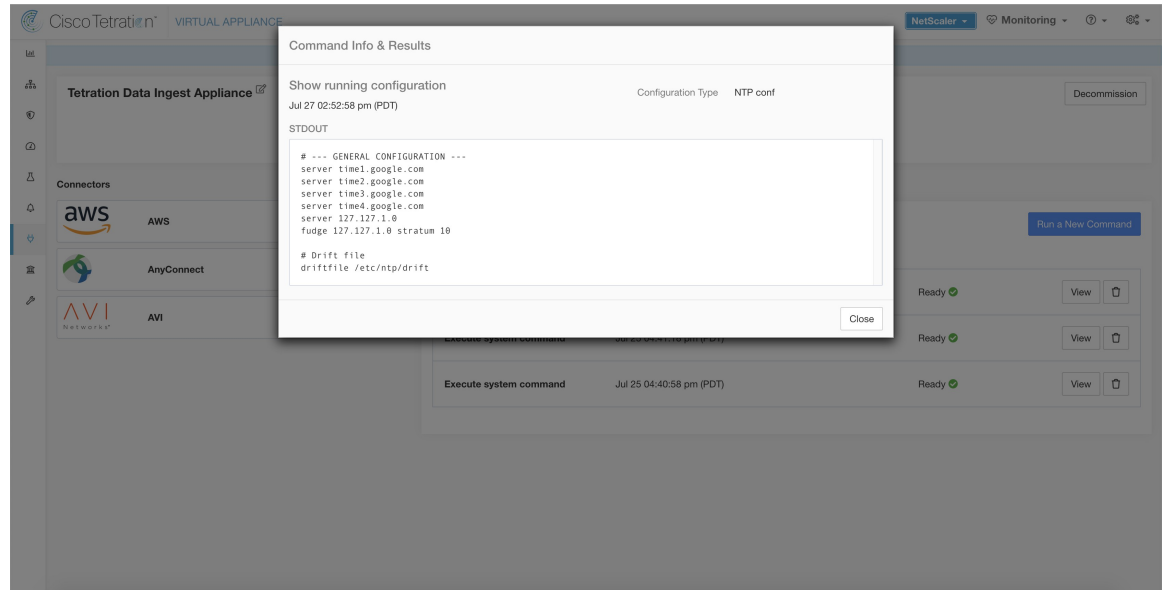 Cisco Tetration™ VIRTUAL APPLIANCE
NetScaler
Monitoring
Tetration Data Ingest Appliance
Decommission
Command Info & Results
Show running configuration
Jul 27 02:52:58 pm (PDT)
Configuration Type NTP conf
STDOUT
# --- GENERAL CONFIGURATION ---
server time1.google.com
server time2.google.com
server time3.google.com
server time4.google.com
server 127.127.1.0
fudge 127.127.1.0 stratum 10
# Drift file
driftfile /etc/ntp/drift
Close
Connectors
aws AWS
AnyConnect
AVI Networks AVI
Run a New Command
Ready View
Execute system command Ready View
Execute system command Jul 25 04:40:58 pm (PDT) Ready View